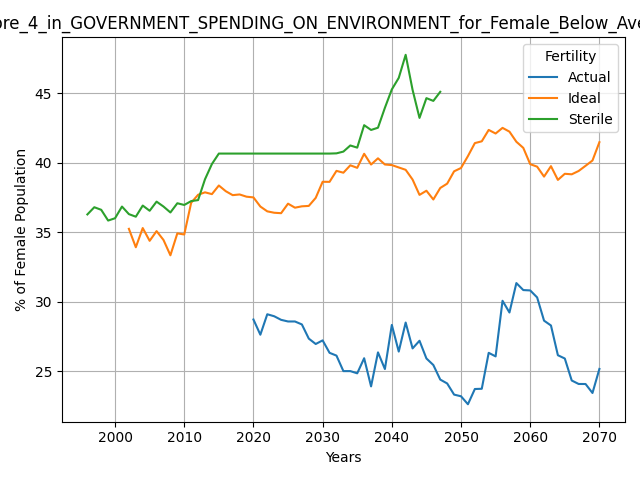 ore_4_in_GOVERNMENT_SPENDING_ON_ENVIRONMENT_for_Female_Below_Ave
Fertility
Actual
Ideal
Sterile
% of Female Population
45
40
35
30
25
2000 2010 2020 2030 2040 2050 2060 2070
Years